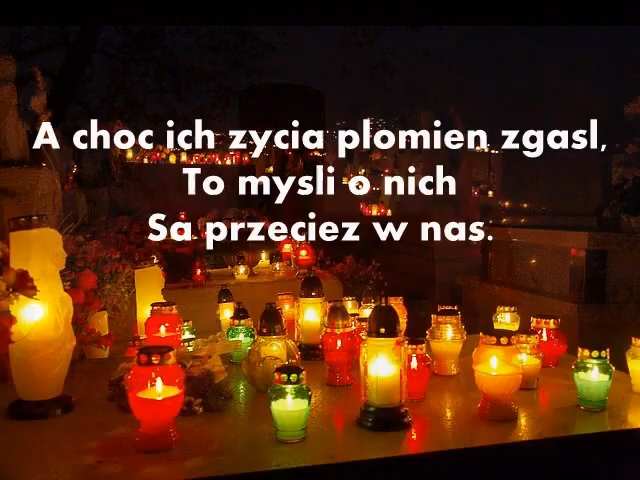 A choc ich zycia plomien zgasl,
To mysli o nich
Sa przeciez w nas.